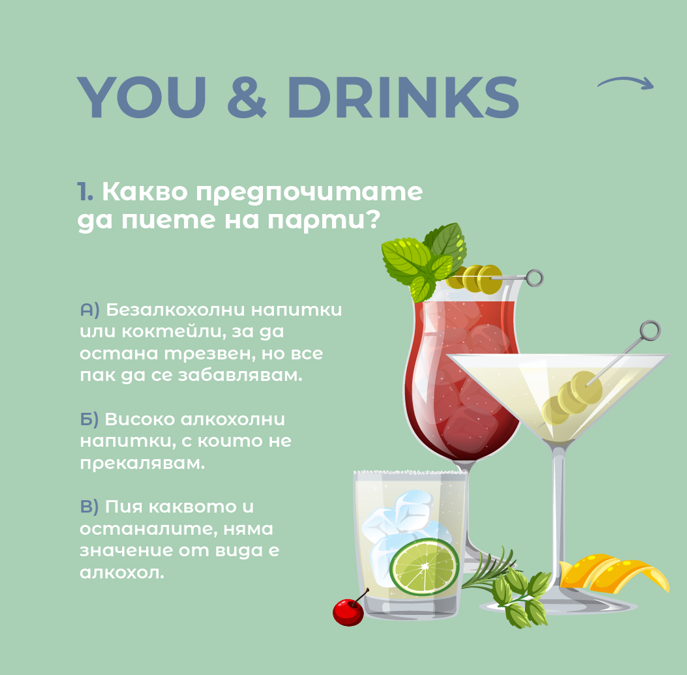 YOU & DRINKS
1. Какво предпочитате
да пиете на парти?
А) Безалкохолни напитки
или коктейли, за да
остана трезвен, но все
пак да се забавлявам.
Б) Високо алкохолни
напитки, с които не
прекалявам.
В) Пия каквото и
останалите, няма
значение от вида е
алкохол.